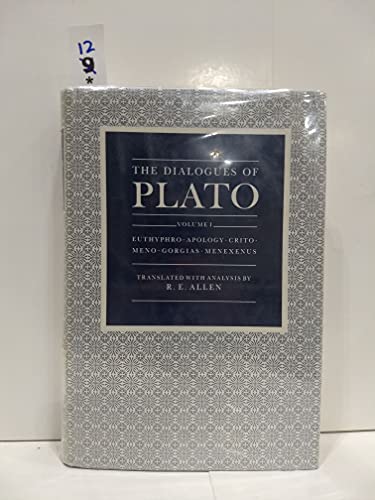 12
*
THE DIALOGUES OF
PLATO
VOLUME I
EUTHYPHRO-APOLOGY-CRITO-
MENO-GORGIAS-MENEXENUS
TRANSLATED WITH ANALYSIS BY
R. E. ALLEN